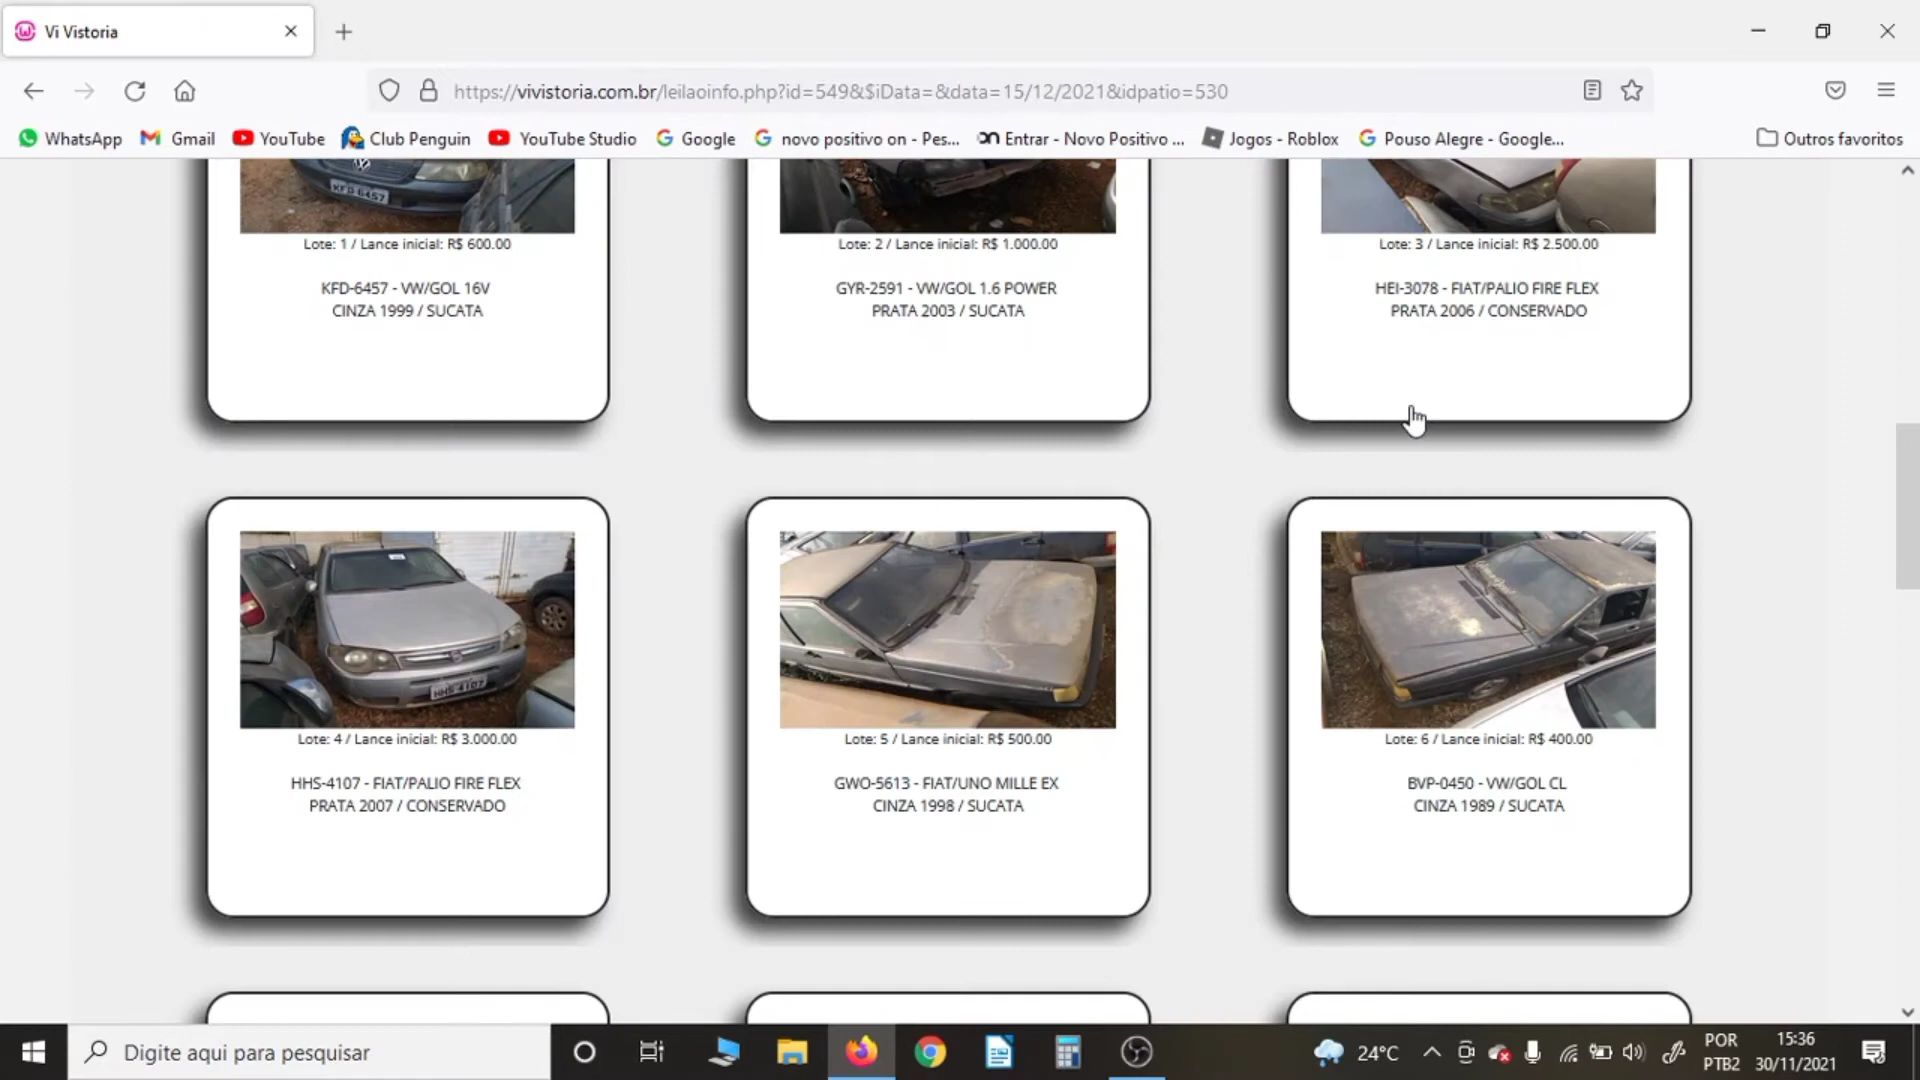 Vi Vistoria
https://vivistoria.com.br/leilaoinfo.php?id=549&$iData=&data=15/12/2021&idpatio=530
WhatsApp Gmail YouTube Club Penguin YouTube Studio Google novo positivo on - Pes... Entrar - Novo Positivo ... Jogos - Roblox Pouso Alegre - Google... Outros favoritos
KFD-6457
Lote: 1 / Lance inicial: R$ 600.00
KFD-6457 - VW/GOL 16V
CINZA 1999 / SUCATA
Lote: 2 / Lance inicial: R$ 1.000.00
GYR-2591 - VW/GOL 1.6 POWER
PRATA 2003 / SUCATA
Lote: 3 / Lance inicial: R$ 2.500.00
HEI-3078 - FIAT/PALIO FIRE FLEX
PRATA 2006 / CONSERVADO
HHS-4107
Lote: 4 / Lance inicial: R$ 3.000.00
HHS-4107 - FIAT/PALIO FIRE FLEX
PRATA 2007 / CONSERVADO
Lote: 5 / Lance inicial: R$ 500.00
GWO-5613 - FIAT/UNO MILLE EX
CINZA 1998 / SUCATA
Lote: 6 / Lance inicial: R$ 400.00
BVP-0450 - VW/GOL CL
CINZA 1989 / SUCATA
Digite aqui para pesquisar
24°C
POR
PTB2
15:36
30/11/2021